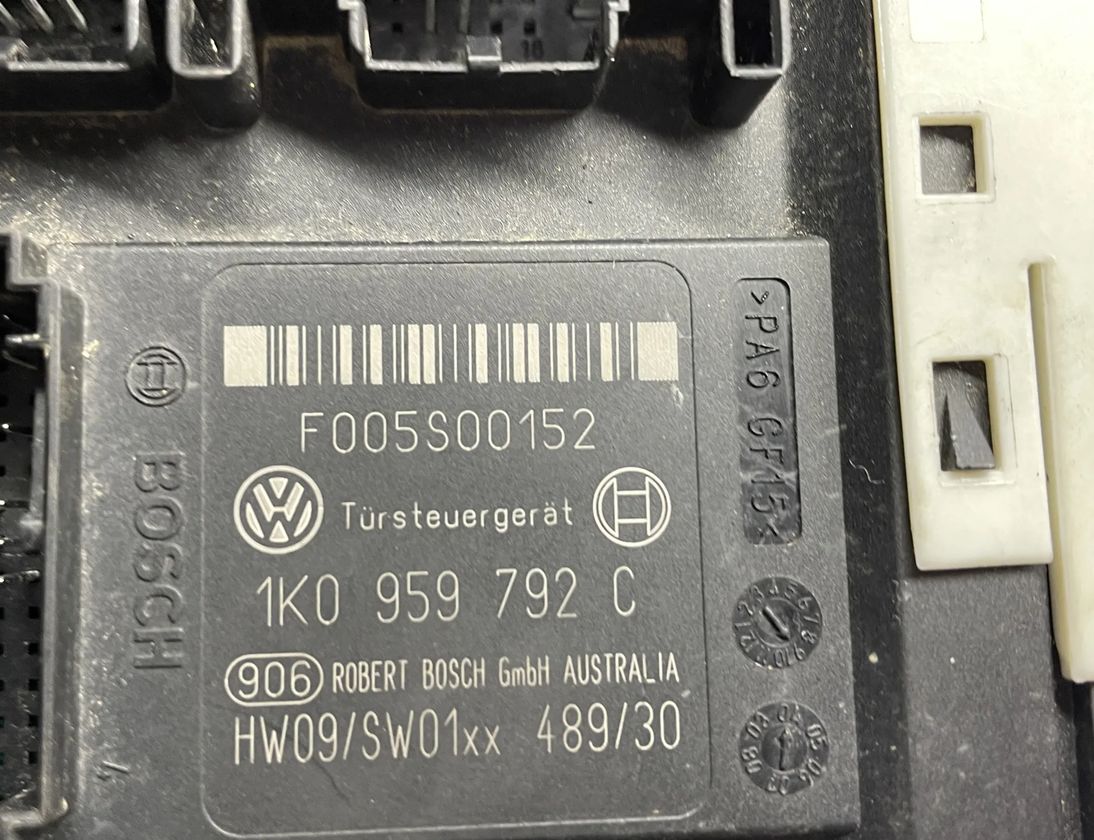 F005S00152
Türsteuergerät
1K0 959 792 C
906 ROBERT BOSCH GmbH AUSTRALIA
HW09/SW01xx 489/30
BOSCH
>PA6 GF15<